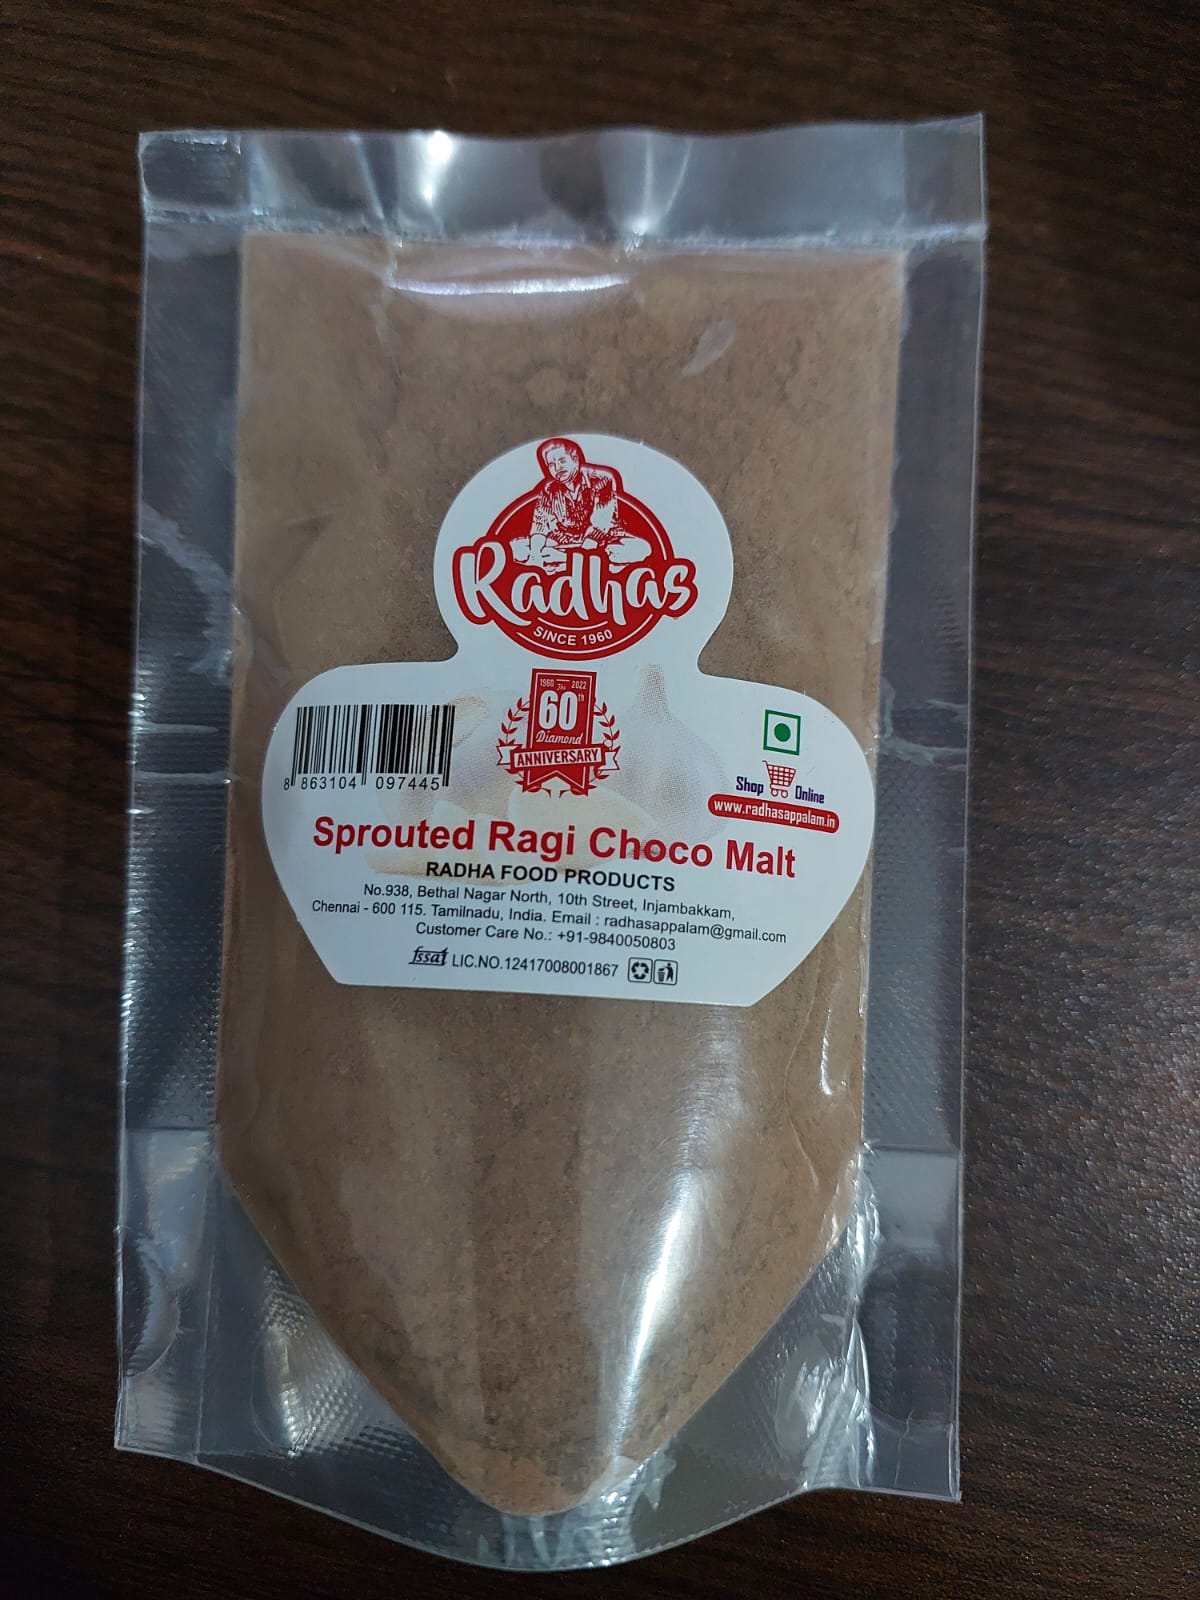 Radhas
SINCE 1960
1960 2022
60th
Diamond
ANNIVERSARY
8 863104 097445
Shop Online
www.radhasappalam.in
Sprouted Ragi Choco Malt
RADHA FOOD PRODUCTS
No.938, Bethal Nagar North, 10th Street, Injambakkam,
Chennai - 600 115. Tamilnadu, India. Email : radhasappalam@gmail.com
Customer Care No.: +91-9840050803
fssai LIC.NO.12417008001867